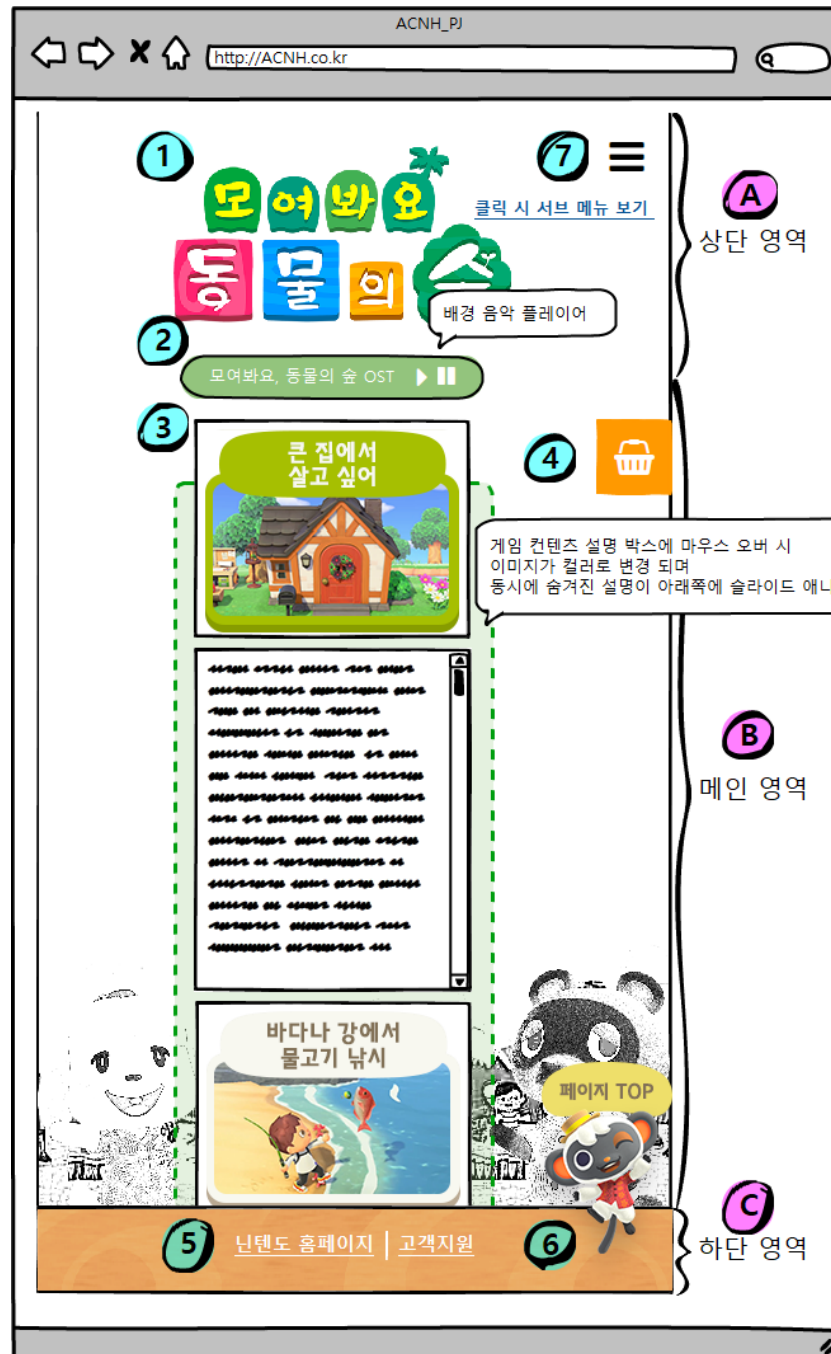 ACNH_PJ
http://ACNH.co.kr
1
7
모여봐요
클릭 시 서브 메뉴 보기
A
상단 영역
동물의 숲
배경 음악 플레이어
2
모여봐요, 동물의 숲 OST
3
큰 집에서
살고 싶어
4
게임 컨텐츠 설명 박스에 마우스 오버 시
이미지가 컬러로 변경 되며
동시에 숨겨진 설명이 아래쪽에 슬라이드
B
메인 영역
바다나 강에서
물고기 낚시
페이지 TOP
C
하단 영역
5
닌텐도 홈페이지 | 고객지원
6